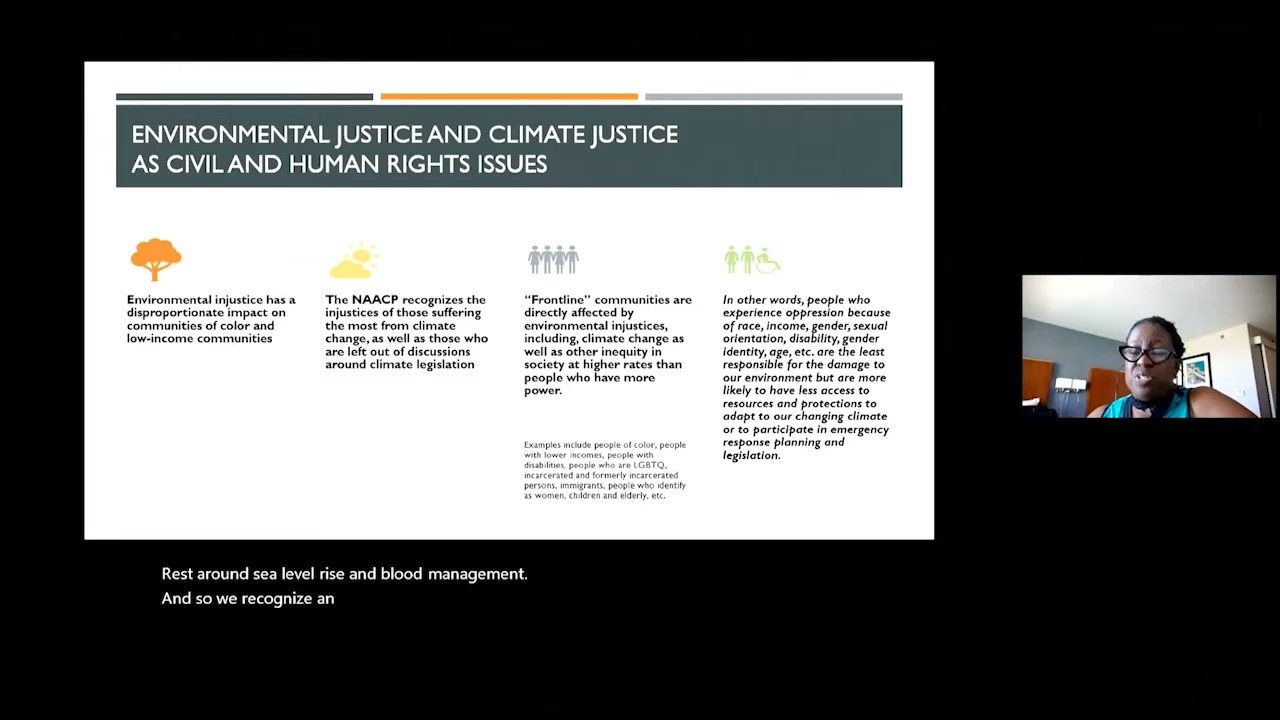 ENVIRONMENTAL JUSTICE AND CLIMATE JUSTICE
AS CIVIL AND HUMAN RIGHTS ISSUES
Environmental injustice has a
disproportionate impact on
communities of color and
low-income communities
The NAACP recognizes the
injustices of those suffering
the most from climate
change, as well as those who
are left out of discussions
around climate legislation
“Frontline” communities are
directly affected by
environmental injustices,
including, climate change as
well as other inequity in
society at higher rates than
people who have more
power.
Examples include people of color, people
with lower incomes, people with
disabilities, people who are LGBTQ,
incarcerated and formerly incarcerated
persons, immigrants, people who identify
as women, children and elderly, etc.
In other words, people who
experience oppression because
of race, income, gender, sexual
orientation, disability, gender
identity, age, etc. are the least
responsible for the damage to
our environment but are more
likely to have less access to
resources and protections to
adapt to our changing climate
or to participate in emergency
response planning and
legislation.
Rest around sea level rise and blood management.
And so we recognize an